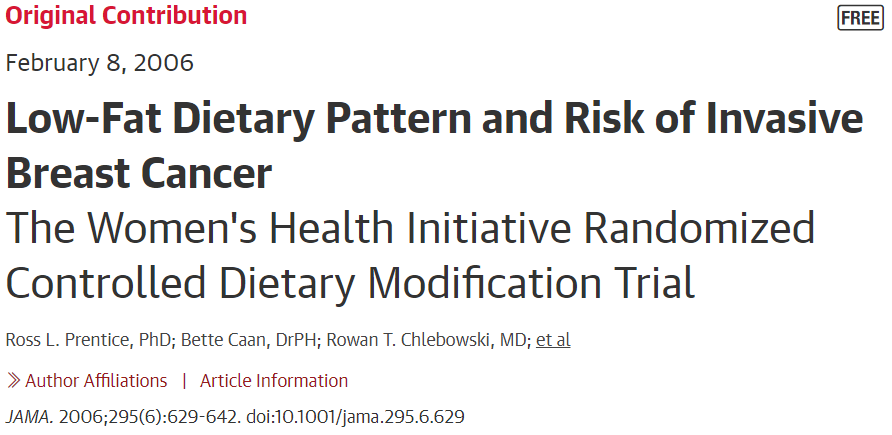 Original Contribution
FREE
February 8, 2006
Low-Fat Dietary Pattern and Risk of Invasive
Breast Cancer
The Women's Health Initiative Randomized
Controlled Dietary Modification Trial
Ross L. Prentice, PhD; Bette Caan, DrPH; Rowan T. Chlebowski, MD; et al
Author Affiliations | Article Information
JAMA. 2006;295(6):629-642. doi:10.1001/jama.295.6.629